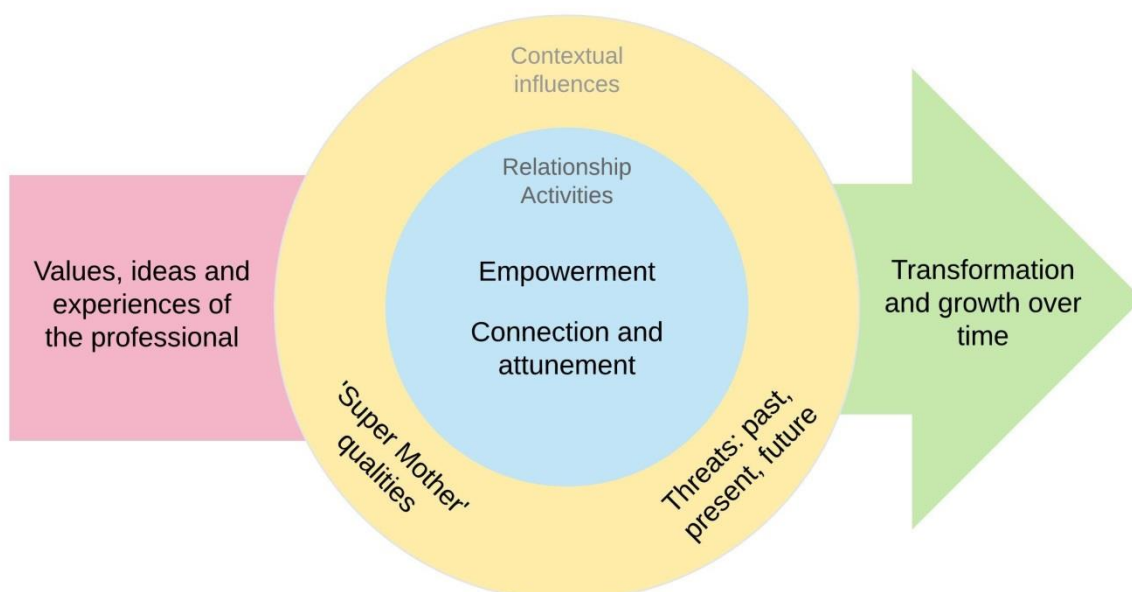 Contextual
influences
Relationship
Activities
Values, ideas and
experiences of
the professional
Empowerment
Connection and
attunement
'Super Mother'
qualities
Threats: past,
present, future
Transformation
and growth over
time